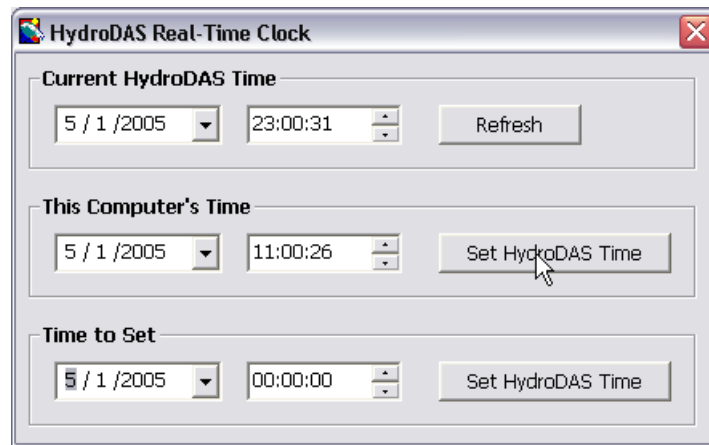 HydroDAS Real-Time Clock
Current HydroDAS Time
5 / 1 /2005 23:00:31 Refresh
This Computer's Time
5 / 1 /2005 11:00:26 Set HydroDAS Time
Time to Set
5 / 1 /2005 00:00:00 Set HydroDAS Time